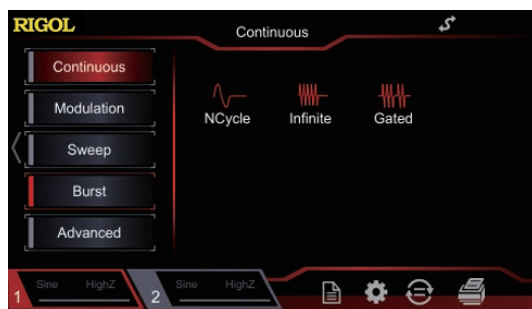 RIGOL
Continuous
Continuous
Modulation
Sweep
Burst
Advanced
NCycle Infinite Gated
1 Sine HighZ
2 Sine HighZ